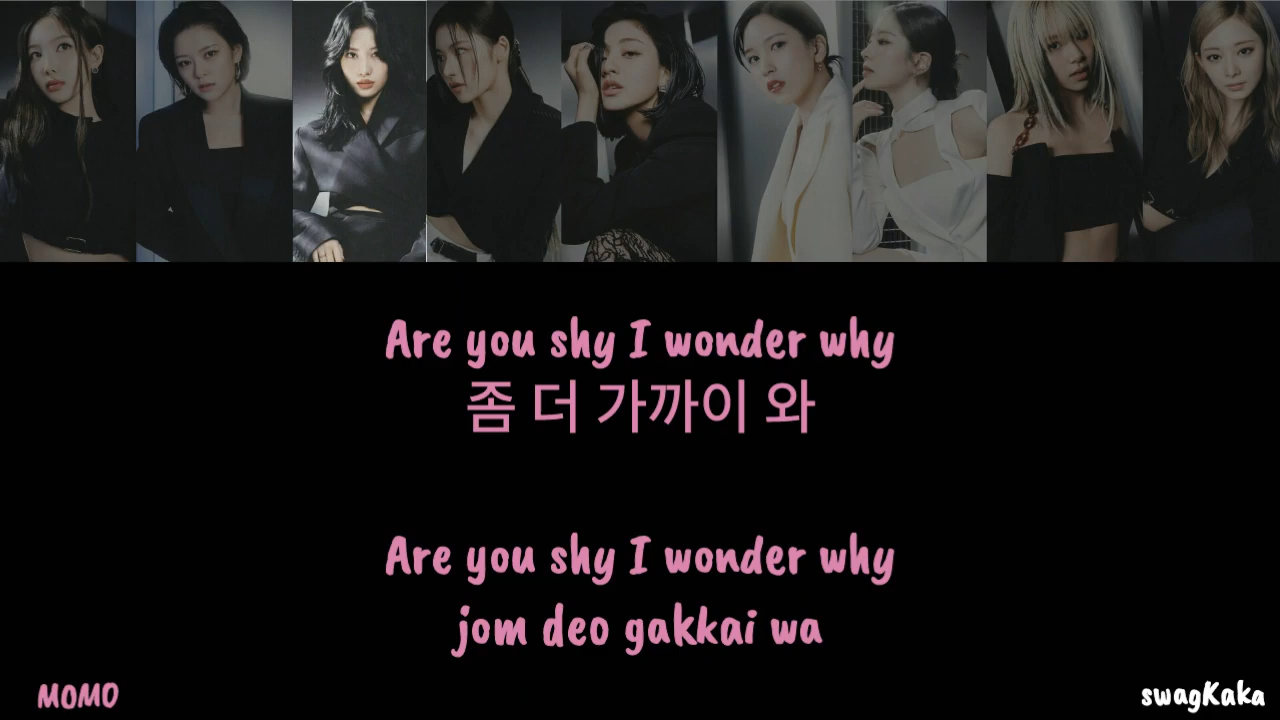 Are you shy I wonder why
좀 더 가까이 와
Are you shy I wonder why
jom deo gakkai wa
MOMO
swagKaka